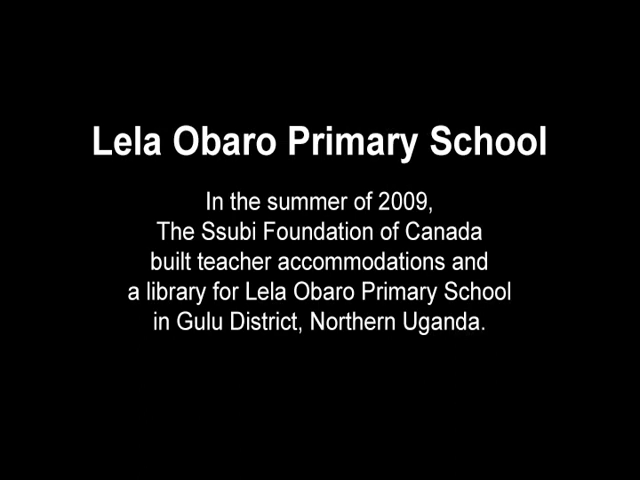 Lela Obaro Primary School
In the summer of 2009,
The Ssubi Foundation of Canada
built teacher accommodations and
a library for Lela Obaro Primary School
in Gulu District, Northern Uganda.